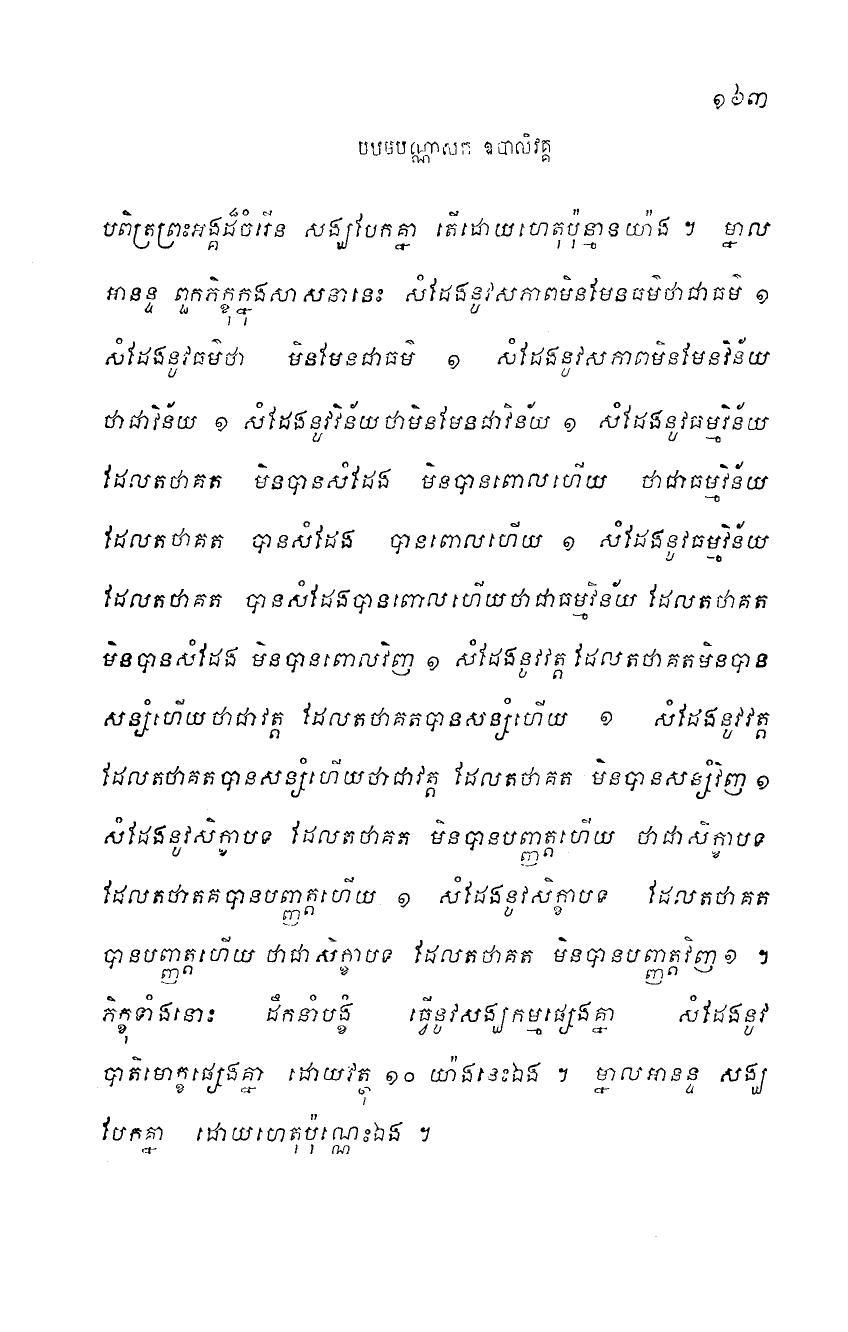 ១៦៣
បឋមបណ្ណាសក ឧបាលិវគ្គ
បពិត្រព្រះអង្គដ៏ចំរើន សង្ឃបែកគ្នា តើដោយហេតុប៉ុន្មានយ៉ាង ។ ម្នាល
អានន្ទ ពួកភិក្ខុក្នុងសាសនានេះ សំដែងនូវសភាពមិនមែនធម៌ថាជាធម៌ ១
សំដែងនូវធម៌ថា មិនមែនជាធម៌ ១ សំដែងនូវសភាពមិនមែនវិន័យ
ថាជាវិន័យ ១ សំដែងនូវវិន័យថាមិនមែនជាវិន័យ ១ សំដែងនូវធម្មវិន័យ
ដែលតថាគត មិនបានសំដែង មិនបានពោលហើយ ថាជាធម្មវិន័យ
ដែលតថាគត បានសំដែង បានពោលហើយ ១ សំដែងនូវធម្មវិន័យ
ដែលតថាគត បានសំដែងបានពោលហើយថាជាធម្មវិន័យ ដែលតថាគត
មិនបានសំដែង មិនបានពោលវិញ ១ សំដែងនូវវត្ត ដែលតថាគតមិនបាន
សន្សំហើយថាជាវត្ត ដែលតថាគតបានសន្សំហើយ ១ សំដែងនូវវត្ត
ដែលតថាគតបានសន្សំហើយថាជាវត្ត ដែលតថាគត មិនបានសន្សំវិញ ១
សំដែងនូវសិក្ខាបទ ដែលតថាគត មិនបានបញ្ញត្តហើយ ថាជាសិក្ខាបទ
ដែលតថាតគបានបញ្ញត្តហើយ ១ សំដែងនូវសិក្ខាបទ ដែលតថាគត
បានបញ្ញត្តហើយ ថាជាសិក្ខាបទ ដែលតថាគត មិនបានបញ្ញត្តវិញ ១ ។
ភិក្ខុទាំងនោះ ដឹកនាំបង្ខំ ធ្វើនូវសង្ឃកម្មផ្សេងគ្នា សំដែងនូវ
បាតិមោក្ខផ្សេងគ្នា ដោយវត្ថុ ១០ យ៉ាងនេះឯង ។ ម្នាលអានន្ទ សង្ឃ
បែកគ្នា ដោយហេតុប៉ុណ្ណេះឯង ។